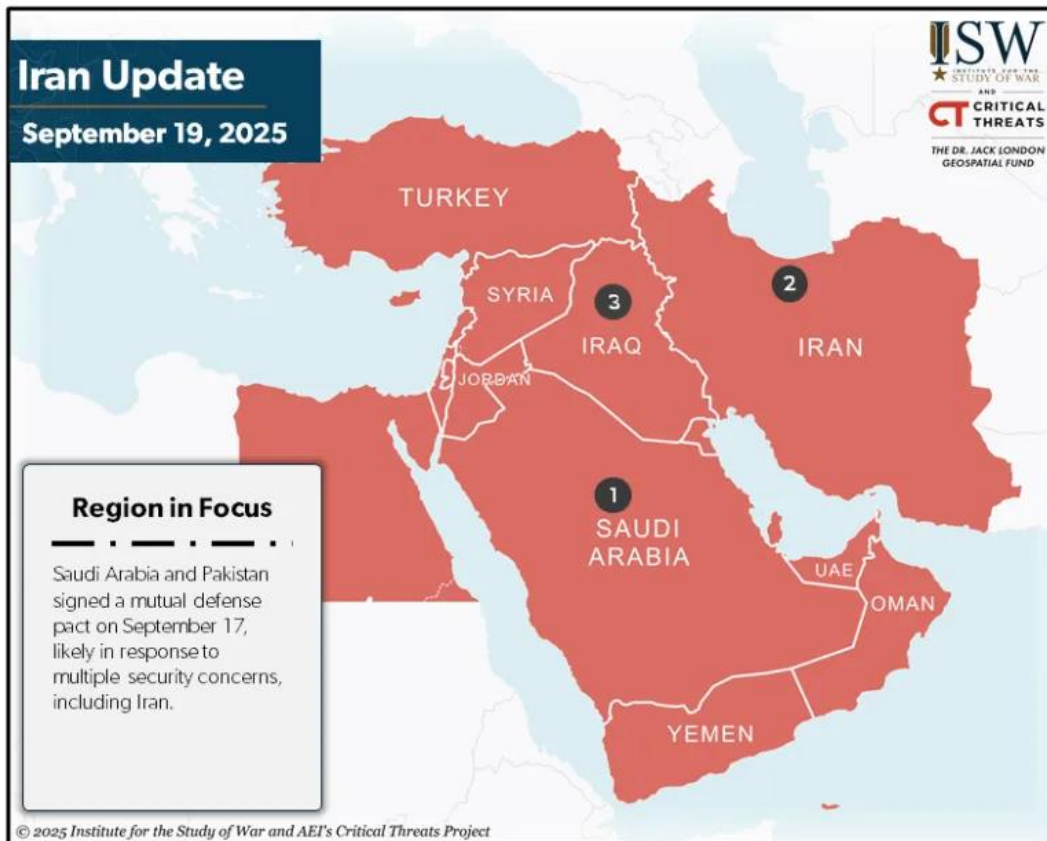 Iran Update
September 19, 2025
ISW
INSTITUTE FOR THE
STUDY OF WAR
AND
CT CRITICAL
THREATS
THE DR. JACK LONDON
GEOSPATIAL FUND
TURKEY
SYRIA
3
IRAQ
2
IRAN
JORDAN
1
SAUDI
ARABIA
UAE
OMAN
YEMEN
Region in Focus
Saudi Arabia and Pakistan
signed a mutual defense
pact on September 17,
likely in response to
multiple security concerns,
including Iran.
© 2025 Institute for the Study of War and AEI's Critical Threats Project